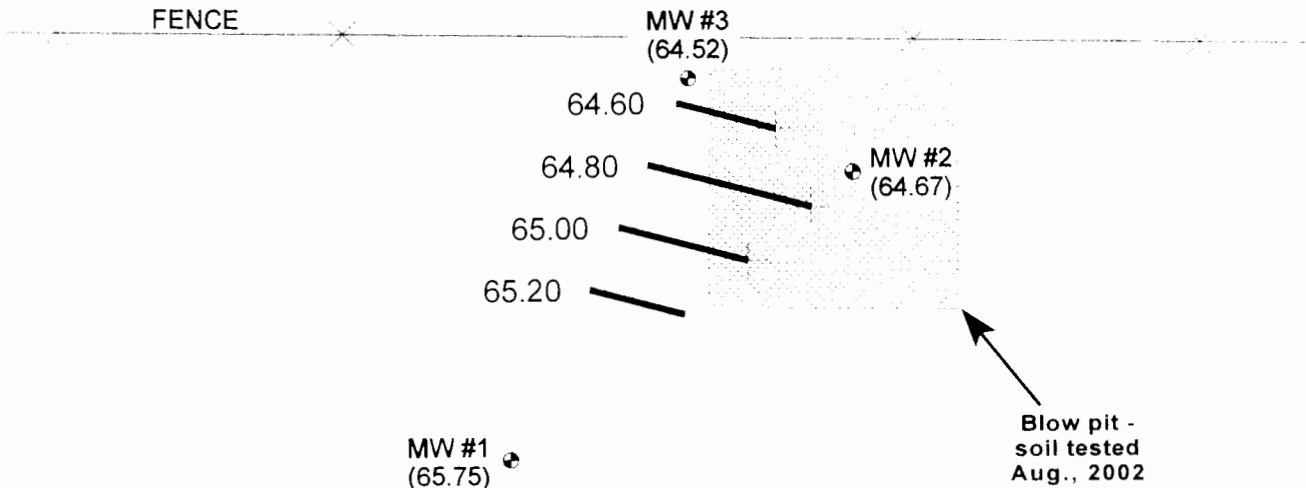 FENCE
MW #3
(64.52)
64.60
64.80
MW #2
(64.67)
65.00
65.20
Blow pit -
soil tested
Aug., 2002
MW #1
(65.75)